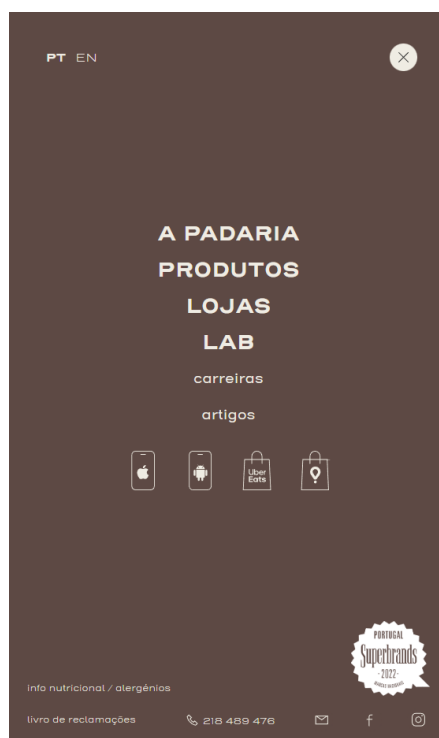 PT EN
A PADARIA
PRODUTOS
LOJAS
LAB
carreiras
artigos
Uber
Eats
PORTUGAL
Superbrands
-2022-
info nutricional / alergénios
livro de reclamações
218 489 476